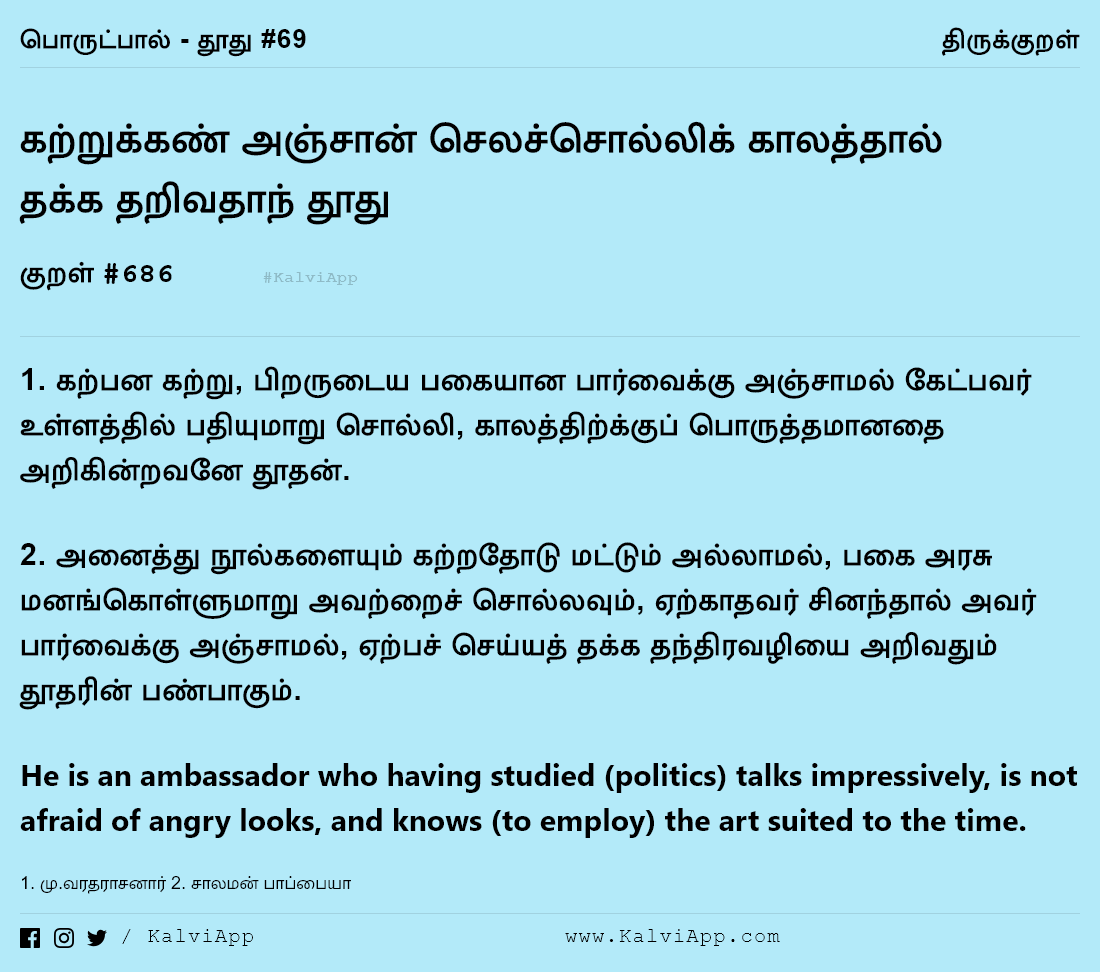 பொருட்பால் - தூது #69
திருக்குறள்
கற்றுக்கண் அஞ்சான் செலச்சொல்லிக் காலத்தால்
தக்க தறிவதாந் தூது
குறள் #686
#KalviApp
1. கற்பன கற்று, பிறருடைய பகையான பார்வைக்கு அஞ்சாமல் கேட்பவர்
உள்ளத்தில் பதியுமாறு சொல்லி, காலத்திற்க்குப் பொருத்தமானதை
அறிகின்றவனே தூதன்.
2. அனைத்து நூல்களையும் கற்றதோடு மட்டும் அல்லாமல், பகை அரசு
மனங்கொள்ளுமாறு அவற்றைச் சொல்லவும், ஏற்காதவர் சினந்தால் அவர்
பார்வைக்கு அஞ்சாமல், ஏற்பச் செய்யத் தக்க தந்திரவழியை அறிவதும்
தூதரின் பண்பாகும்.
He is an ambassador who having studied (politics) talks impressively, is not
afraid of angry looks, and knows (to employ) the art suited to the time.
1. மு.வரதராசனார் 2. சாலமன் பாப்பையா
/ KalviApp
www.KalviApp.com